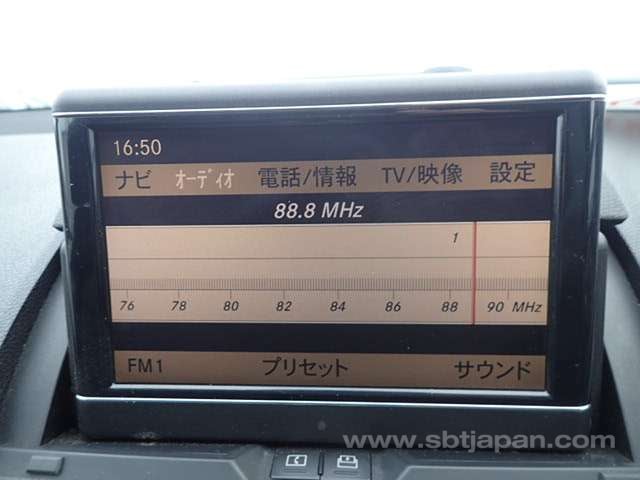 16:50
ナビ オーディオ 電話/情報 TV/映像 設定
88.8 MHz
1
76 78 80 82 84 86 88 90 MHz
FM1 プリセット サウンド
www.sbtjapan.com